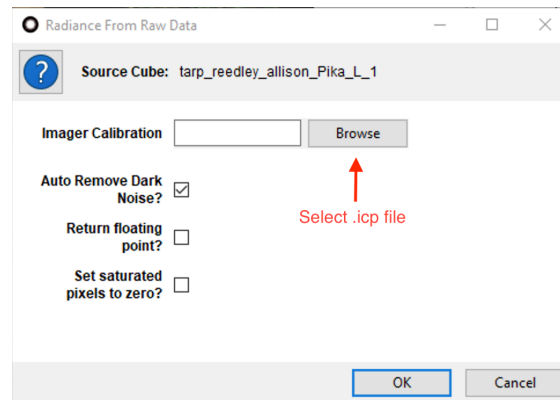 Radiance From Raw Data
?
Source Cube: tarp_reedley_allison_Pika_L_1
Imager Calibration
Browse
Auto Remove Dark
Noise?
Select .icp file
Return floating
point?
Set saturated
pixels to zero?
OK
Cancel